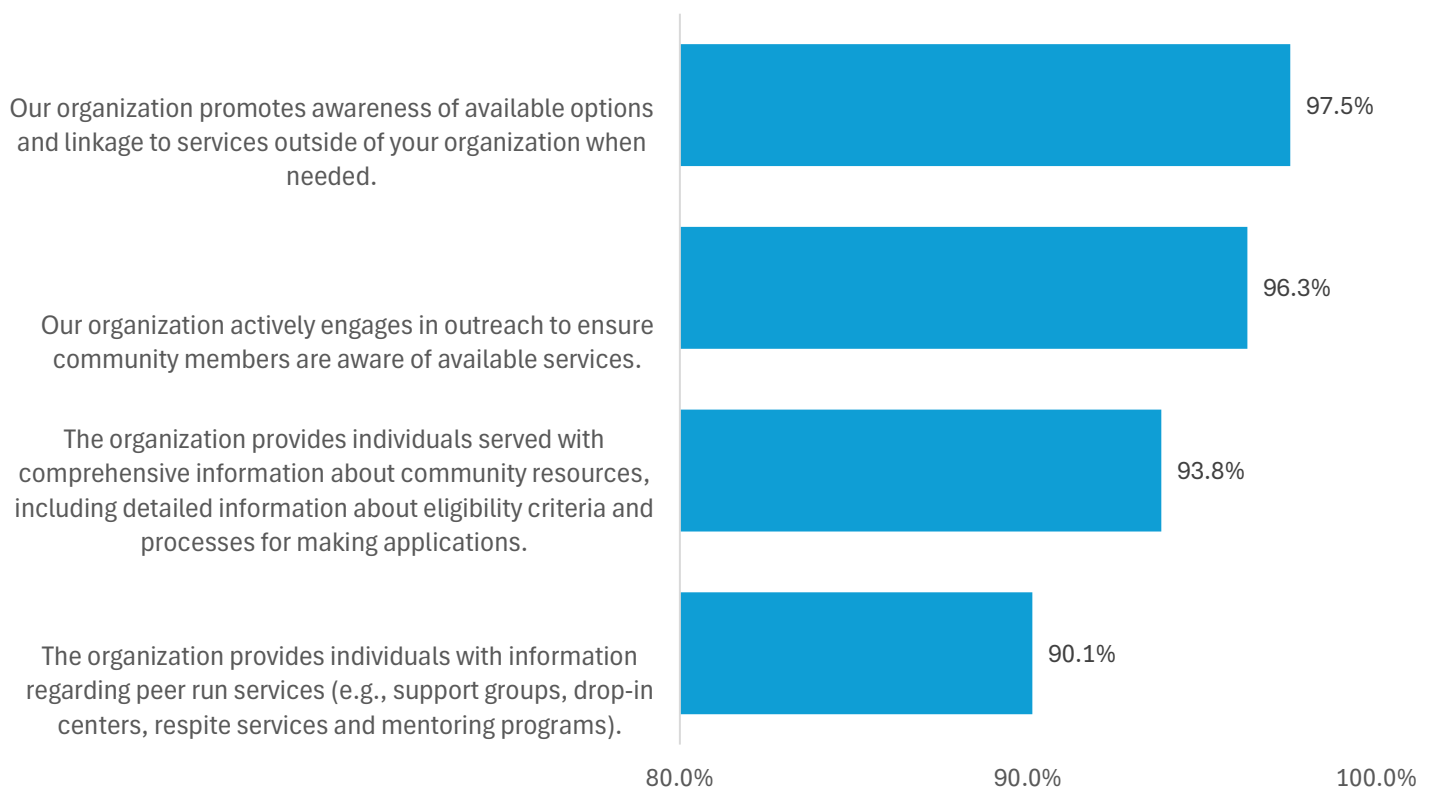 Our organization promotes awareness of available options
and linkage to services outside of your organization when
needed.
97.5%
Our organization actively engages in outreach to ensure
community members are aware of available services.
96.3%
The organization provides individuals served with
comprehensive information about community resources,
including detailed information about eligibility criteria and
processes for making applications.
93.8%
The organization provides individuals with information
regarding peer run services (e.g., support groups, drop-in
centers, respite services and mentoring programs).
90.1%
80.0% 90.0% 100.0%